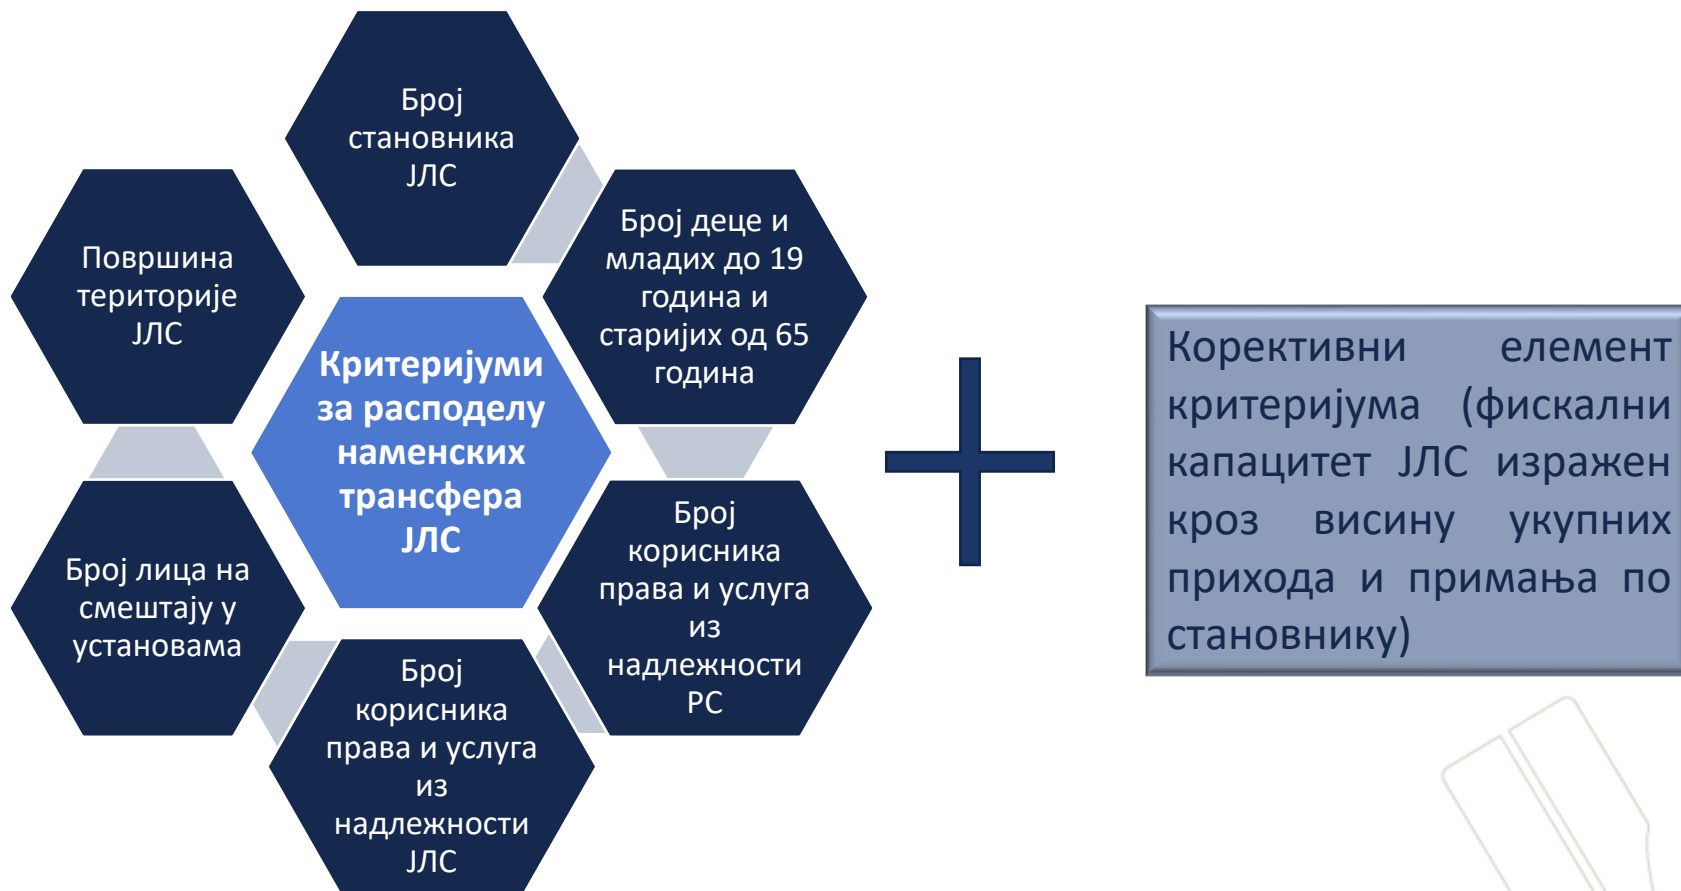 Број
становника
ЈЛС
Број деце и
младих до 19
година и
старијих од 65
година
Број
корисника
права и услуга
из
надлежности
РС
Број
корисника
права и услуга
из
надлежности
ЈЛС
Број лица на
смештају у
установама
Површина
територије
ЈЛС
Критеријуми
за расподелу
наменских
трансфера
ЈЛС
Корективни елемент
критеријума (фискални
капацитет ЈЛС изражен
кроз висину укупних
прихода и примања по
становнику)